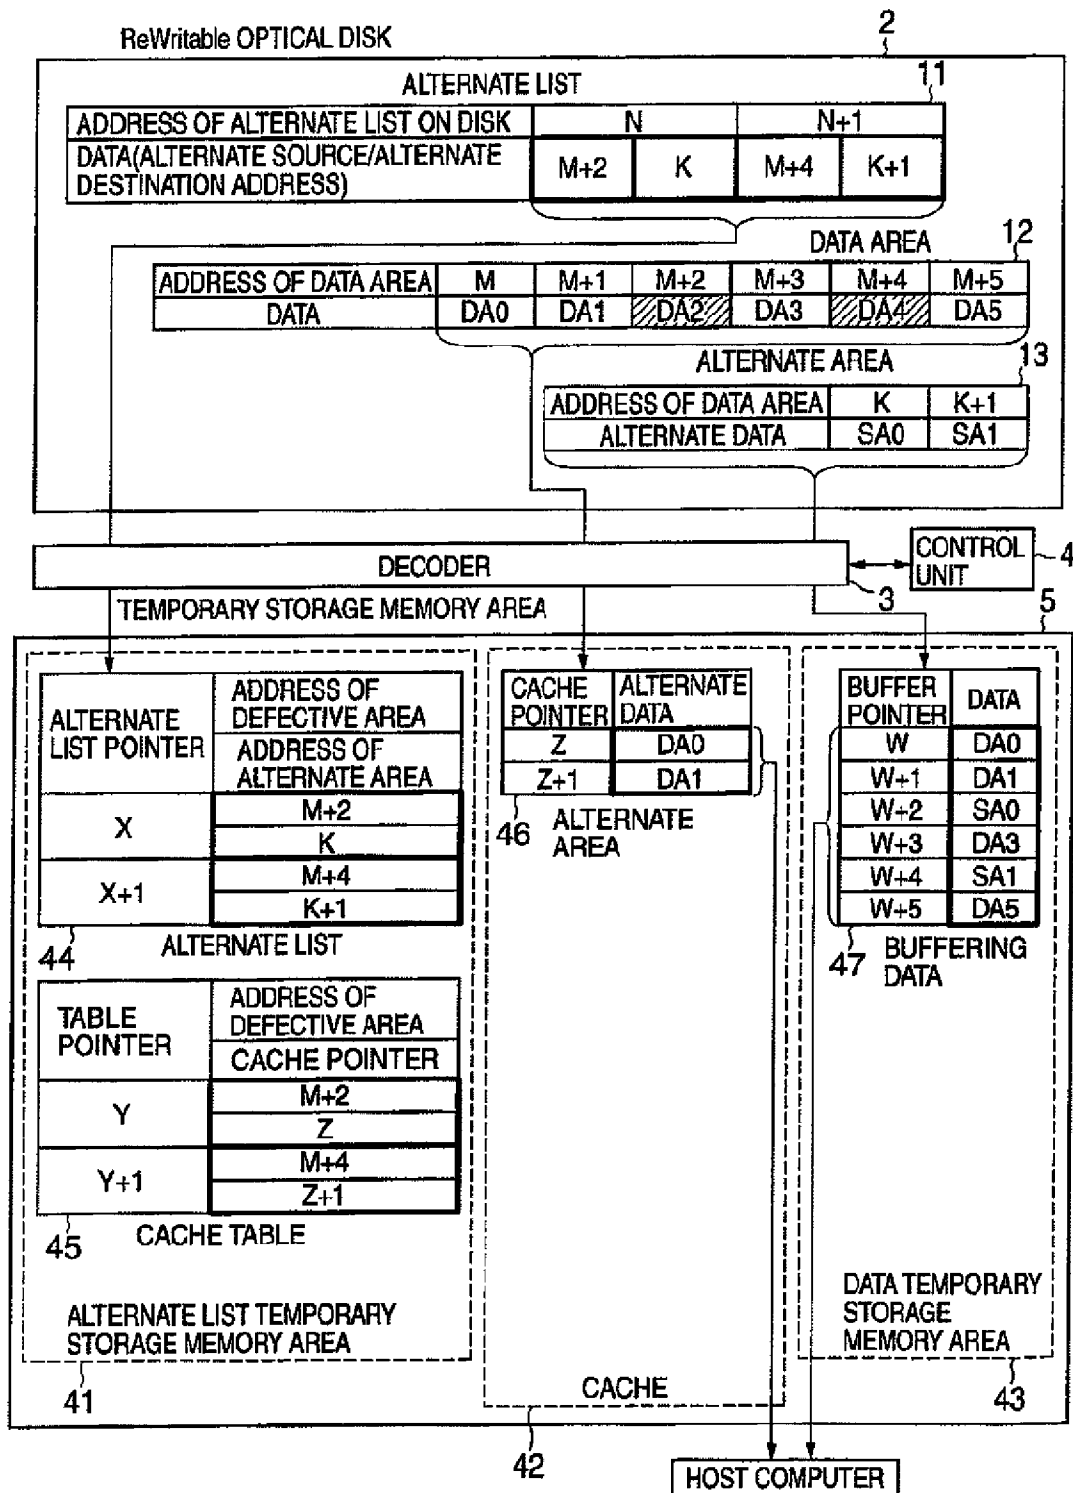 ReWritable OPTICAL DISK
2
ALTERNATE LIST
11
ADDRESS OF ALTERNATE LIST ON DISK N N+1
DATA(ALTERNATE SOURCE/ALTERNATE
DESTINATION ADDRESS) M+2 K M+4 K+1
DATA AREA
12
ADDRESS OF DATA AREA M M+1 M+2 M+3 M+4 M+5
DATA DA0 DA1 DA2 DA3 DA4 DA5
ALTERNATE AREA
13
ADDRESS OF DATA AREA K K+1
ALTERNATE DATA SA0 SA1
DECODER
3
CONTROL
UNIT
4
TEMPORARY STORAGE MEMORY AREA
5
ALTERNATE
LIST POINTER
ADDRESS OF
DEFECTIVE AREA
ADDRESS OF
ALTERNATE AREA
X
M+2
K
X+1
M+4
K+1
44
ALTERNATE LIST
TABLE
POINTER
ADDRESS OF
DEFECTIVE AREA
CACHE POINTER
Y
M+2
Z
Y+1
M+4
Z+1
45
CACHE TABLE
ALTERNATE LIST TEMPORARY
STORAGE MEMORY AREA
41
CACHE
POINTER
ALTERNATE
DATA
Z DA0
Z+1 DA1
46
ALTERNATE
AREA
CACHE
42
BUFFER
POINTER
DATA
W DA0
W+1 DA1
W+2 SA0
W+3 DA3
W+4 SA1
W+5 DA5
47
BUFFERING
DATA
DATA TEMPORARY
STORAGE
MEMORY AREA
43
HOST COMPUTER